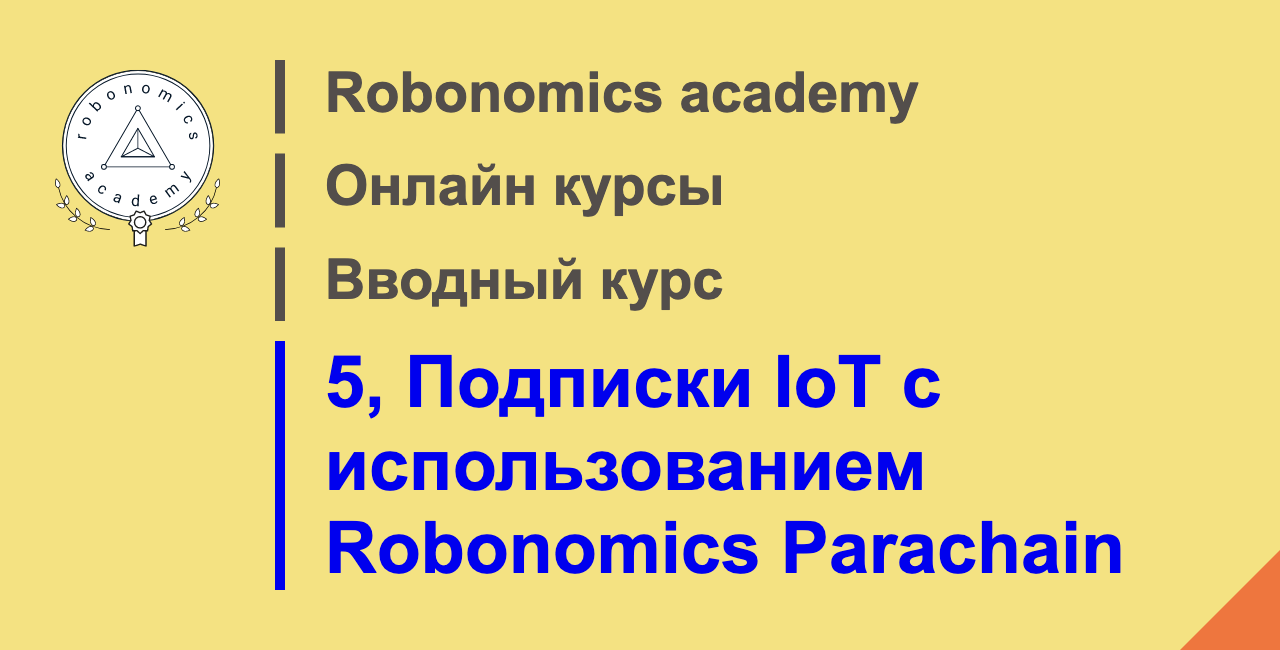 robonomics
academy
Robonomics academy
Онлайн курсы
Вводный курс
5, Подписки IoT с
использованием
Robonomics Parachain